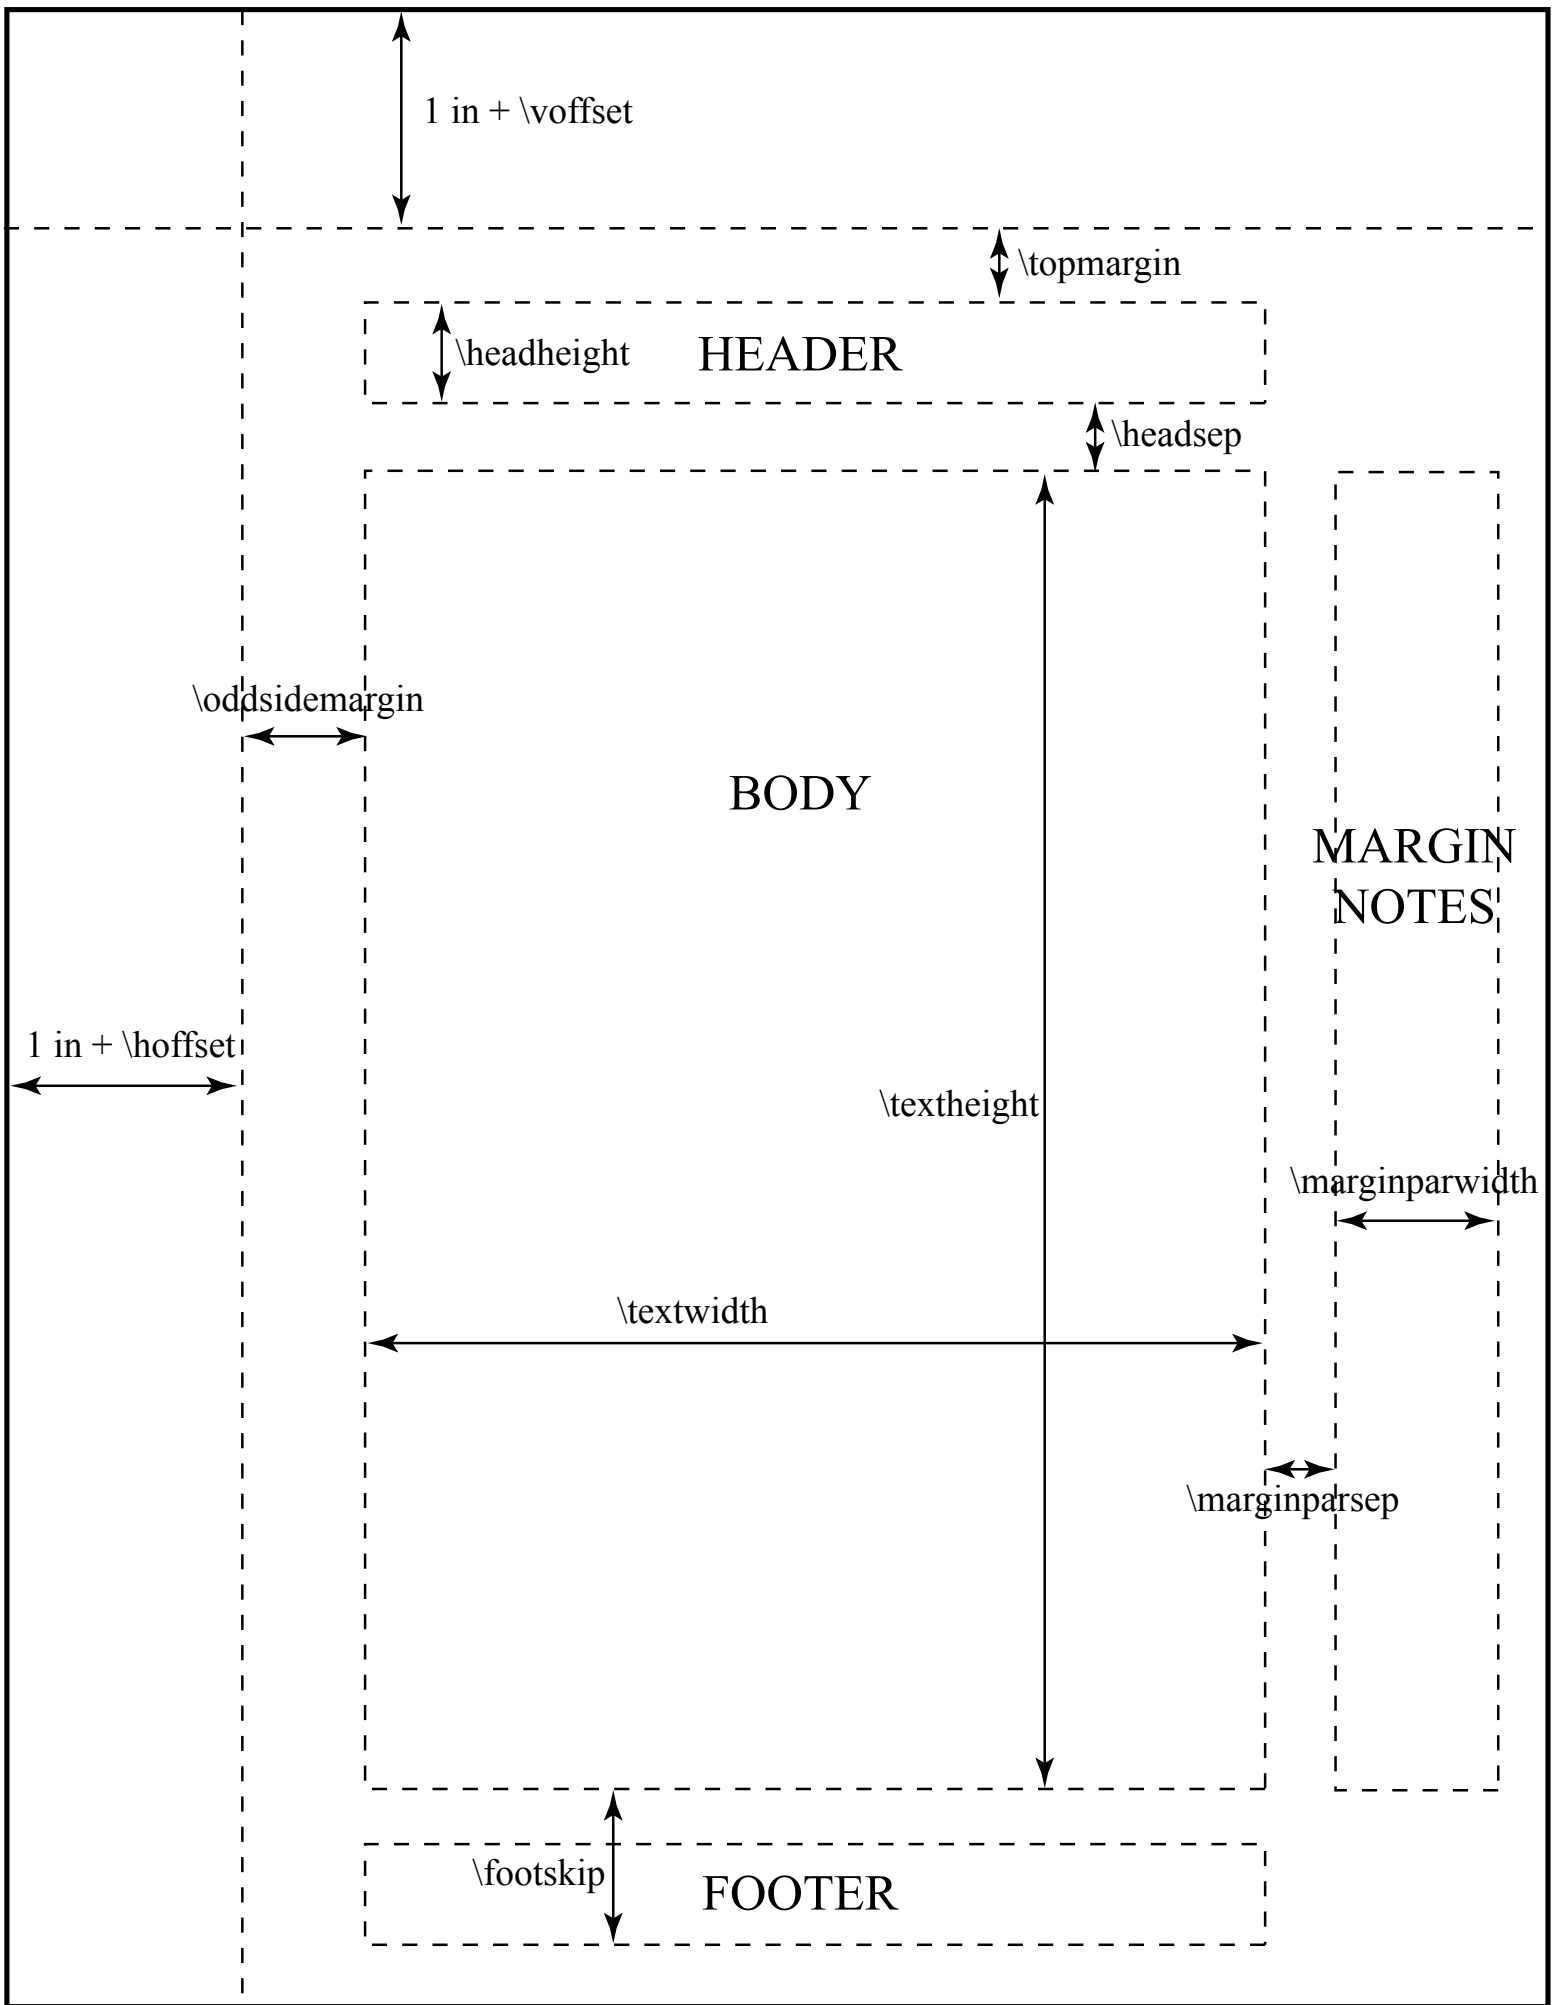 1 in + \voffset
\topmargin
\headheight
HEADER
\headsep
\oddsidemargin
BODY
MARGIN
NOTES
1 in + \hoffset
\textheight
\marginparwidth
\textwidth
\marginparsep
\footskip
FOOTER